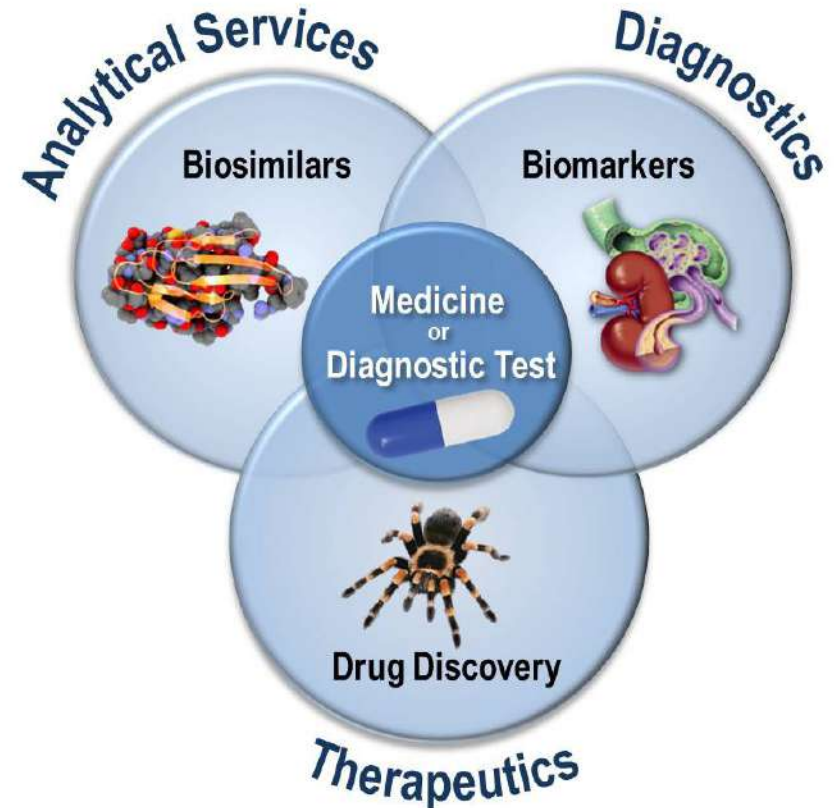 Analytical Services
Diagnostics
Biosimilars
Biomarkers
Medicine
or
Diagnostic Test
Drug Discovery
Therapeutics